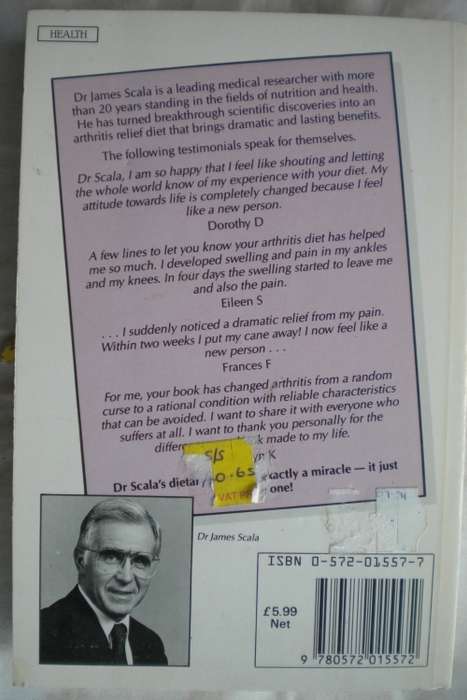 HEALTH
Dr James Scala is a leading medical researcher with more
than 20 years standing in the fields of nutrition and health.
He has turned breakthrough scientific discoveries into an
arthritis relief diet that brings dramatic and lasting benefits.
The following testimonials speak for themselves.
Dr Scala, I am so happy that I feel like shouting and letting
the whole world know of my experience with your diet. My
attitude towards life is completely changed because I feel
like a new person.
Dorothy D
A few lines to let you know your arthritis diet has helped
me so much. I developed swelling and pain in my ankles
and my knees. In four days the swelling started to leave me
and also the pain.
Eileen S
. . . I suddenly noticed a dramatic relief from my pain.
Within two weeks I put my cane away! I now feel like a
new person . . .
Frances F
For me, your book has changed arthritis from a random
curse to a rational condition with reliable characteristics
that can be avoided. I want to share it with everyone who
suffers at all. I want to thank you personally for the
made to my life.
K
Dr Scala's exactly a miracle — it just
one!
S/S
0.65
VAT
Dr James Scala
ISBN 0-572-01557-7
£5.99
Net
9 780572 015572